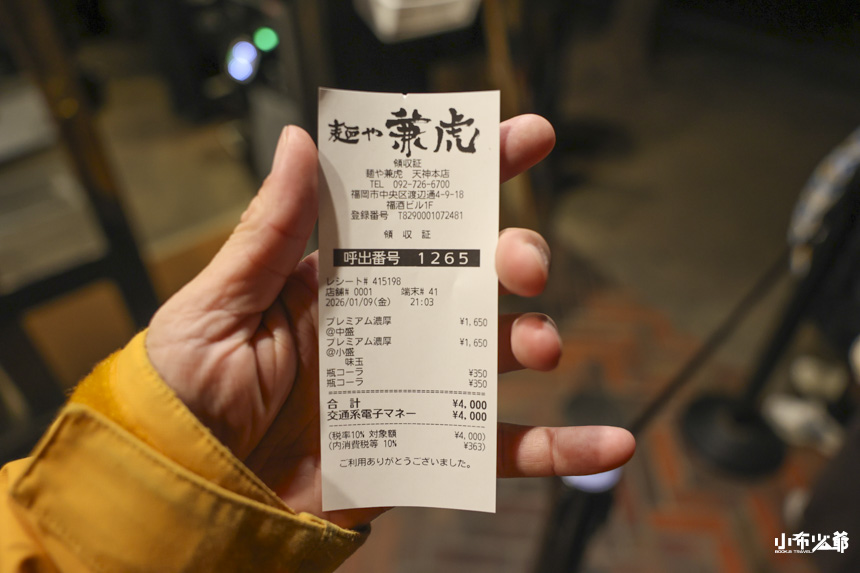 麺や兼虎
領収証
麺や兼虎 天神本店
TEL 092-726-6700
福岡市中央区渡辺通4-9-18
福酒ビル1F
登録番号 T8290001072481
領 収 証
呼出番号 1265
レシート# 415198
店舗# 0001 端末# 41
2026/01/09(金) 21:03
プレミアム濃厚 ¥1,650
@中盛
プレミアム濃厚 ¥1,650
@小盛
味玉
瓶コーラ ¥350
瓶コーラ ¥350
合 計 ¥4,000
交通系電子マネー ¥4,000
(税率10% 対象額 ¥4,000)
(内消費税等 10% ¥363)
ご利用ありがとうございました。
小布少爺
BOOKJE TRAVEL